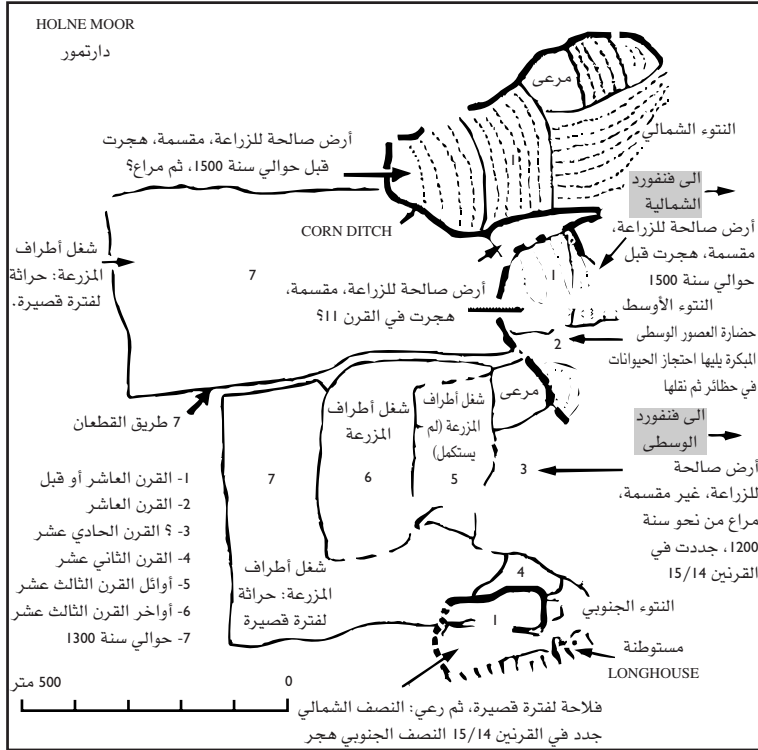 HOLNE MOOR
دارتمور
مرعى
النتوء الشمالي
أرض صالحة للزراعة، مقسمة، هجرت
قبل حوالي سنة 1500، ثم مراع؟
الى فنفورد
الشمالية
CORN DITCH
أرض صالحة للزراعة،
مقسمة، هجرت قبل
حوالي سنة 1500
شغل أطراف
المزرعة: حراثة
لفترة قصيرة.
7
1
أرض صالحة للزراعة، مقسمة،
هجرت في القرن 11؟
النتوء الأوسط
2
حضارة العصور الوسطى
المبكرة يليها احتجاز الحيوانات
في حظائر ثم نقلها
مرعى
7 طريق القطعان
شغل أطراف
المزرعة
6
شغل أطراف
المزرعة (لم
يستكمل)
5
الى فنفورد
الوسطى
3
أرض صالحة
للزراعة، غير مقسمة،
مراع من نحو سنة
1200، جددت في
القرنين 15/14
7
شغل أطراف
المزرعة: حراثة
لفترة قصيرة
1- القرن العاشر أو قبل
2- القرن العاشر
3- ؟ القرن الحادي عشر
4- القرن الثاني عشر
5- أوائل القرن الثالث عشر
6- أواخر القرن الثالث عشر
7- حوالي سنة 1300
4
1
النتوء الجنوبي
مستوطنة
LONGHOUSE
500 متر
0
فلاحة لفترة قصيرة، ثم رعي: النصف الشمالي
جدد في القرنين 15/14 النصف الجنوبي هجر